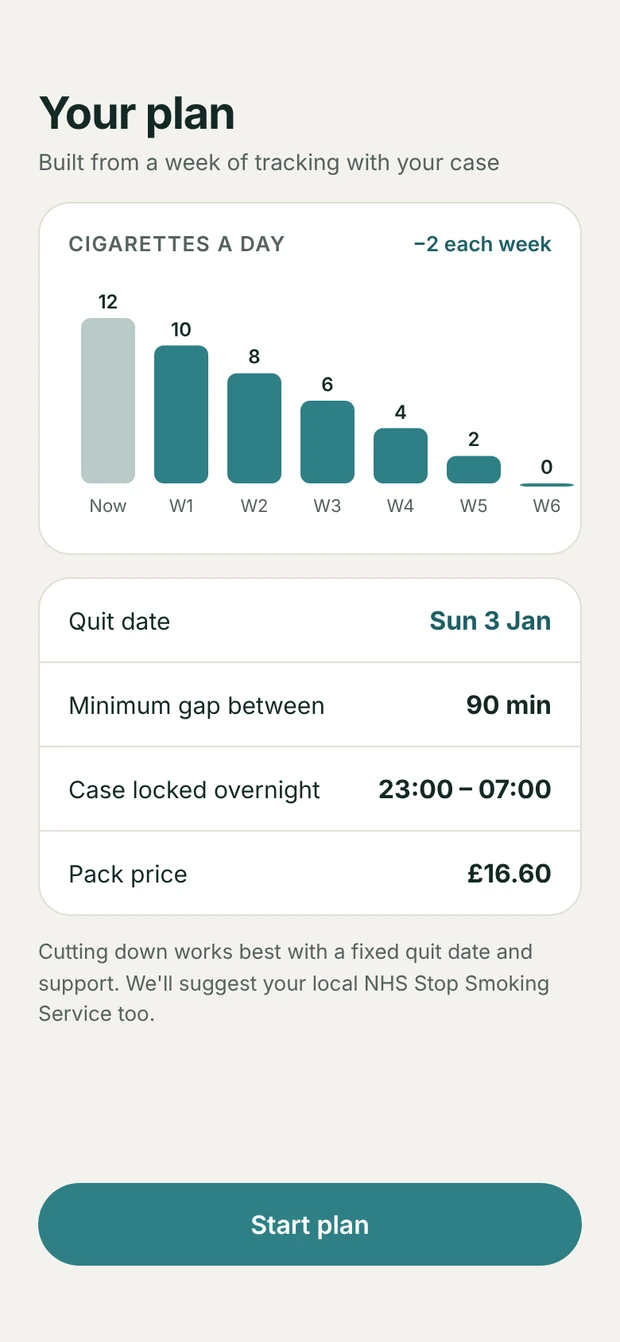 Your plan
Built from a week of tracking with your case
CIGARETTES A DAY
−2 each week
12
10
8
6
4
2
0
Now
W1
W2
W3
W4
W5
W6
Quit date
Sun 3 Jan
Minimum gap between
90 min
Case locked overnight
23:00 – 07:00
Pack price
£16.60
Cutting down works best with a fixed quit date and
support. We'll suggest your local NHS Stop Smoking
Service too.
Start plan